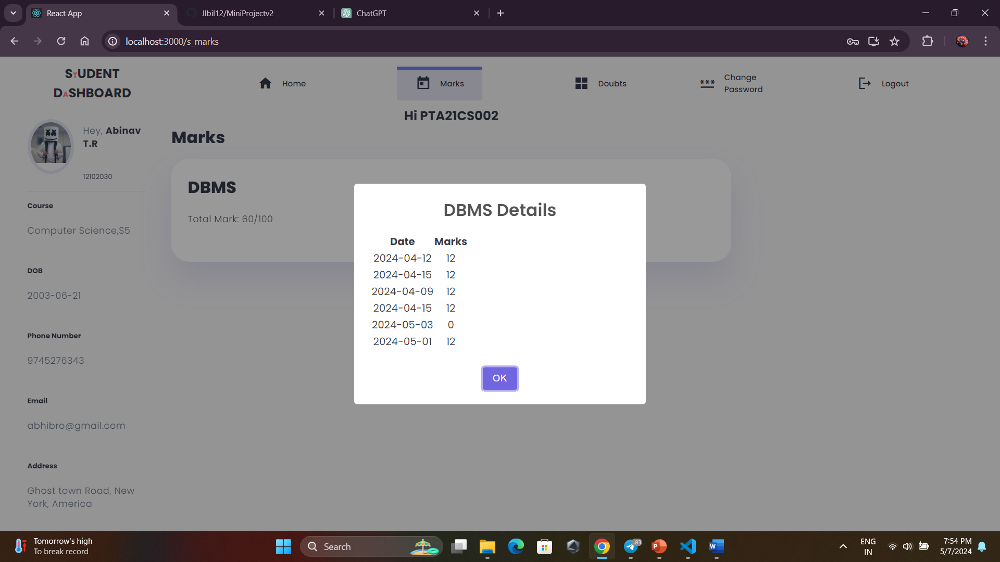 React App
JIbil12/MiniProjectv2
ChatGPT
localhost:3000/s_marks
STUDENT
DASHBOARD
Home
Marks
Doubts
Change
Password
Logout
Hi PTA21CS002
Hey, Abinav
T.R
12102030
Marks
DBMS
Total Mark: 60/100
Course
Computer Science,S5
DOB
2003-06-21
Phone Number
9745276343
Email
abhibro@gmail.com
Address
Ghost town Road, New
York, America
DBMS Details
Date Marks
2024-04-12 12
2024-04-15 12
2024-04-09 12
2024-04-15 12
2024-05-03 0
2024-05-01 12
OK
Tomorrow's high
To break record
Search
83
ENG
IN
7:54 PM
5/7/2024